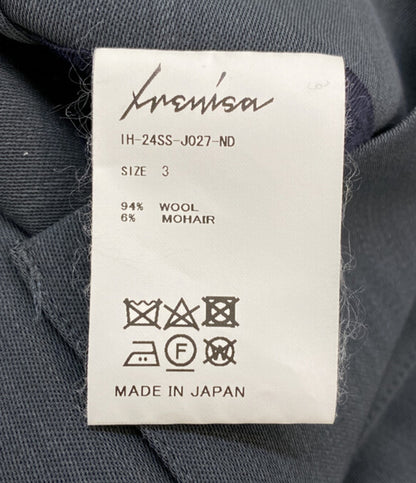 Irenisa
IH-24SS-J027-ND
SIZE 3
94% WOOL
6% MOHAIR
F W
MADE IN JAPAN